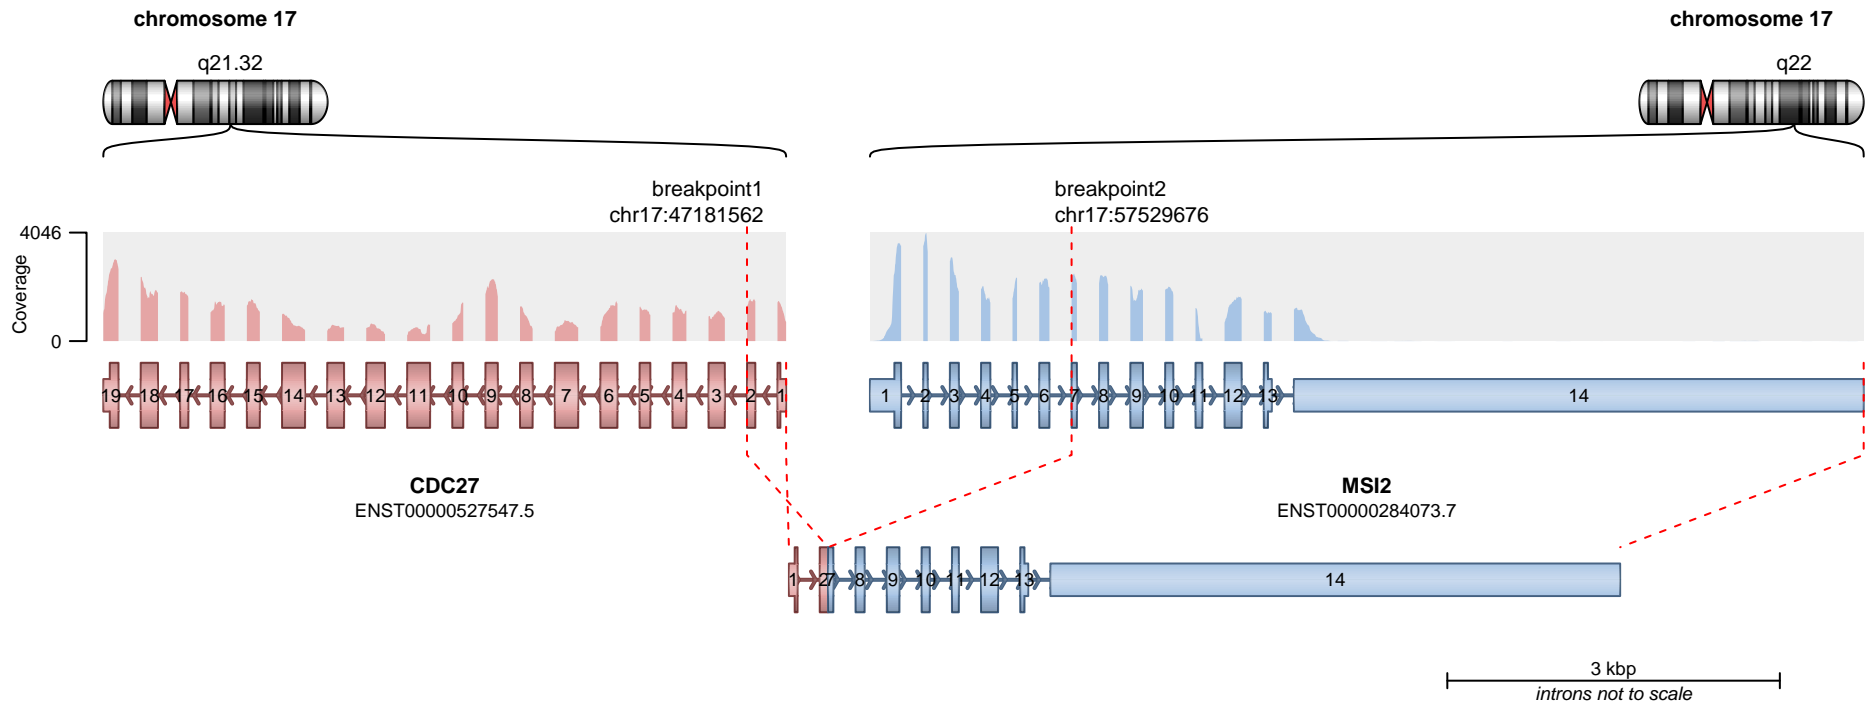 chromosome 17
chromosome 17
q21.32
q22
breakpoint1
chr17:47181562
breakpoint2
chr17:57529676
4046
Coverage
0
19 18 17 16 15 14 13 12 11 10 9 8 7 6 5 4 3 2 1
1 2 3 4 5 6 7 8 9 10 11 12 13 14
CDC27
ENST00000527547.5
MSI2
ENST00000284073.7
1 2 7 8 9 10 11 12 13 14
3 kbp
introns not to scale